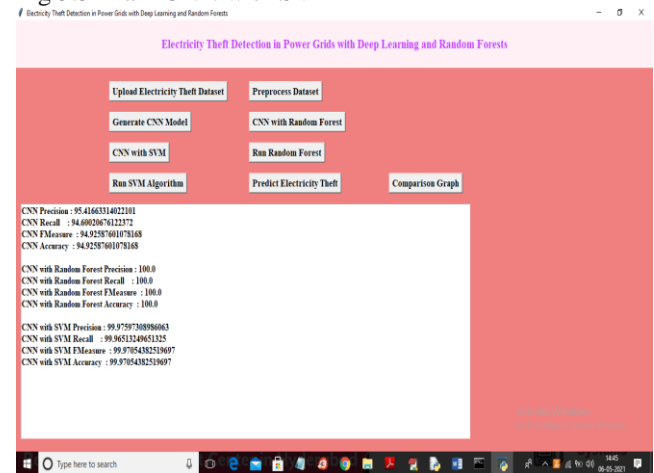 Electricity Theft Detection in Power Grids with Deep Learning and Random Forests
Electricity Theft Detection in Power Grids with Deep Learning and Random Forests
Upload Electricity Theft Dataset Preprocess Dataset
Generate CNN Model CNN with Random Forest
CNN with SVM Run Random Forest
Run SVM Algorithm Predict Electricity Theft Comparison Graph
CNN Precision : 95.41663314022101
CNN Recall : 94.60020676122372
CNN FMeasure : 94.92587601078168
CNN Accuracy : 94.92587601078168
CNN with Random Forest Precision : 100.0
CNN with Random Forest Recall : 100.0
CNN with Random Forest FMeasure : 100.0
CNN with Random Forest Accuracy : 100.0
CNN with SVM Precision : 99.97597308986063
CNN with SVM Recall : 99.96513249651325
CNN with SVM FMeasure : 99.97054382519697
CNN with SVM Accuracy : 99.97054382519697
Type here to search
14:45
06-05-2021